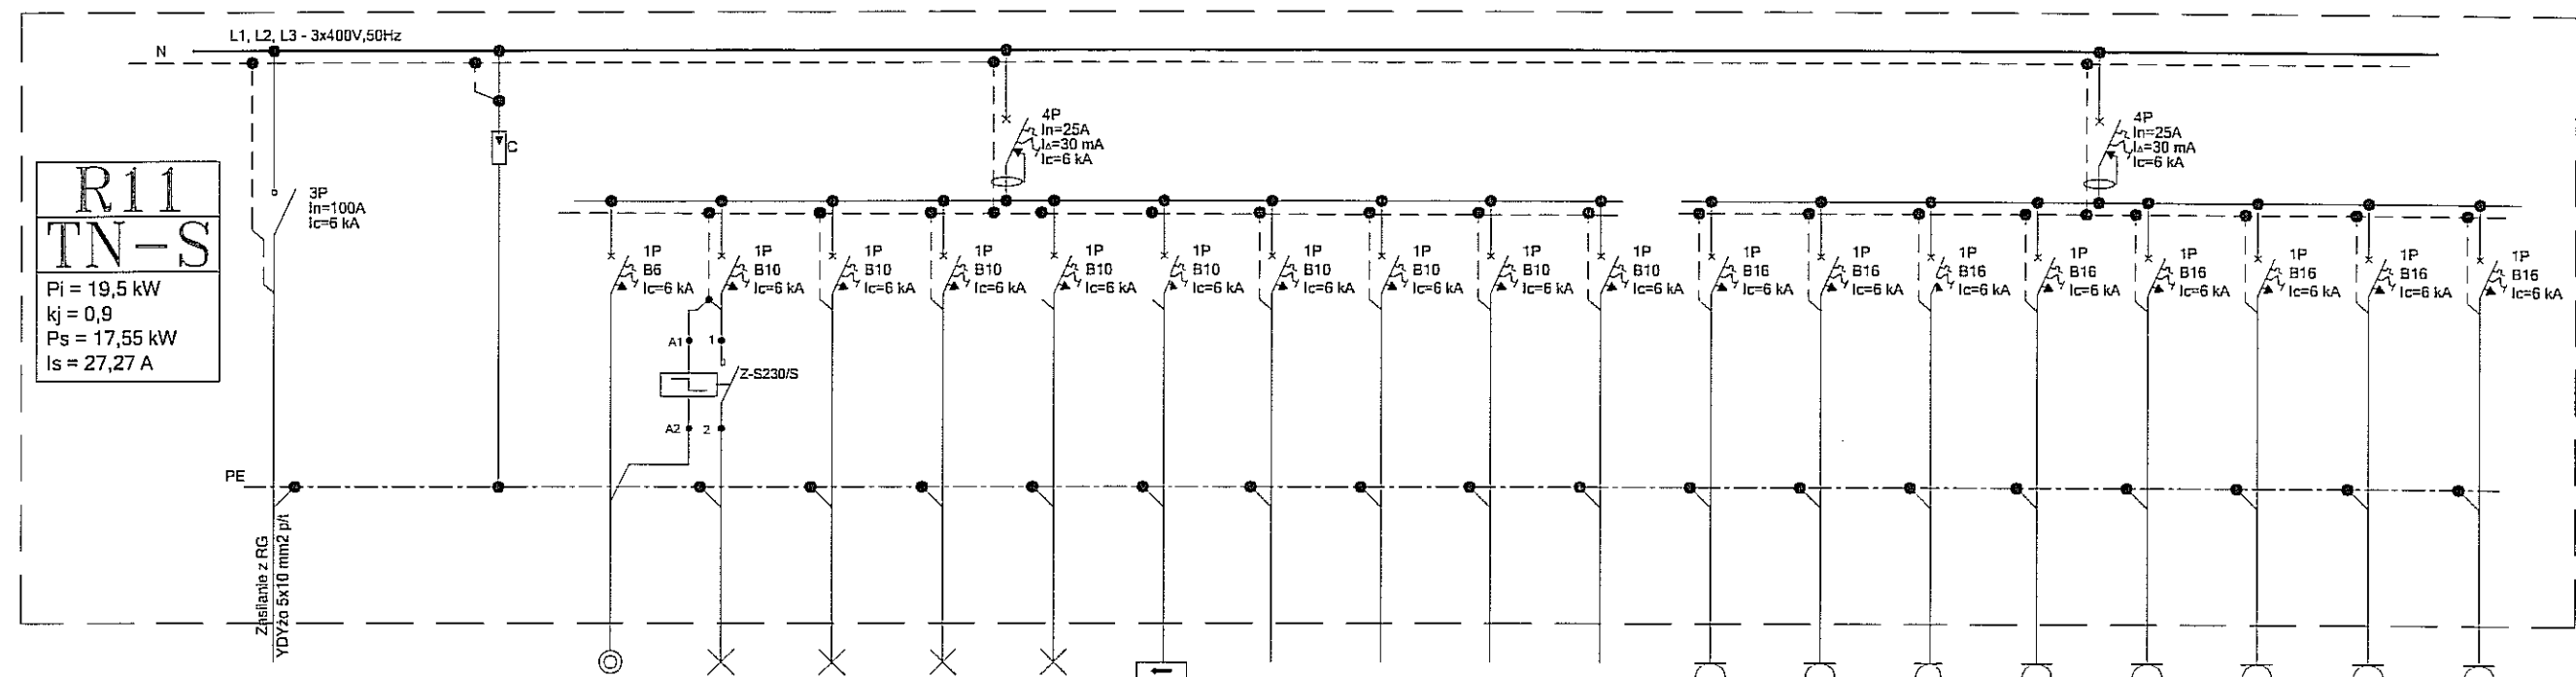 L1, L2, L3 - 3x400V,50Hz
N
R11
TN-S
Pi = 19,5 kW
kj = 0,9
Ps = 17,55 kW
Is = 27,27 A
3P
In=100A
Ic=6 kA
C
4P
In=25A
I∆=30 mA
Ic=6 kA
4P
In=25A
I∆=30 mA
Ic=6 kA
1P
B6
Ic=6 kA
1P
B10
Ic=6 kA
1P
B10
Ic=6 kA
1P
B10
Ic=6 kA
1P
B10
Ic=6 kA
1P
B10
Ic=6 kA
1P
B10
Ic=6 kA
1P
B10
Ic=6 kA
1P
B10
Ic=6 kA
1P
B10
Ic=6 kA
1P
B16
Ic=6 kA
1P
B16
Ic=6 kA
1P
B16
Ic=6 kA
1P
B16
Ic=6 kA
1P
B16
Ic=6 kA
1P
B16
Ic=6 kA
1P
B16
Ic=6 kA
1P
B16
Ic=6 kA
A1
1
Z-S230/S
A2
2
PE
Zasilanie z RG
YDYżo 5x10 mm2 p/t